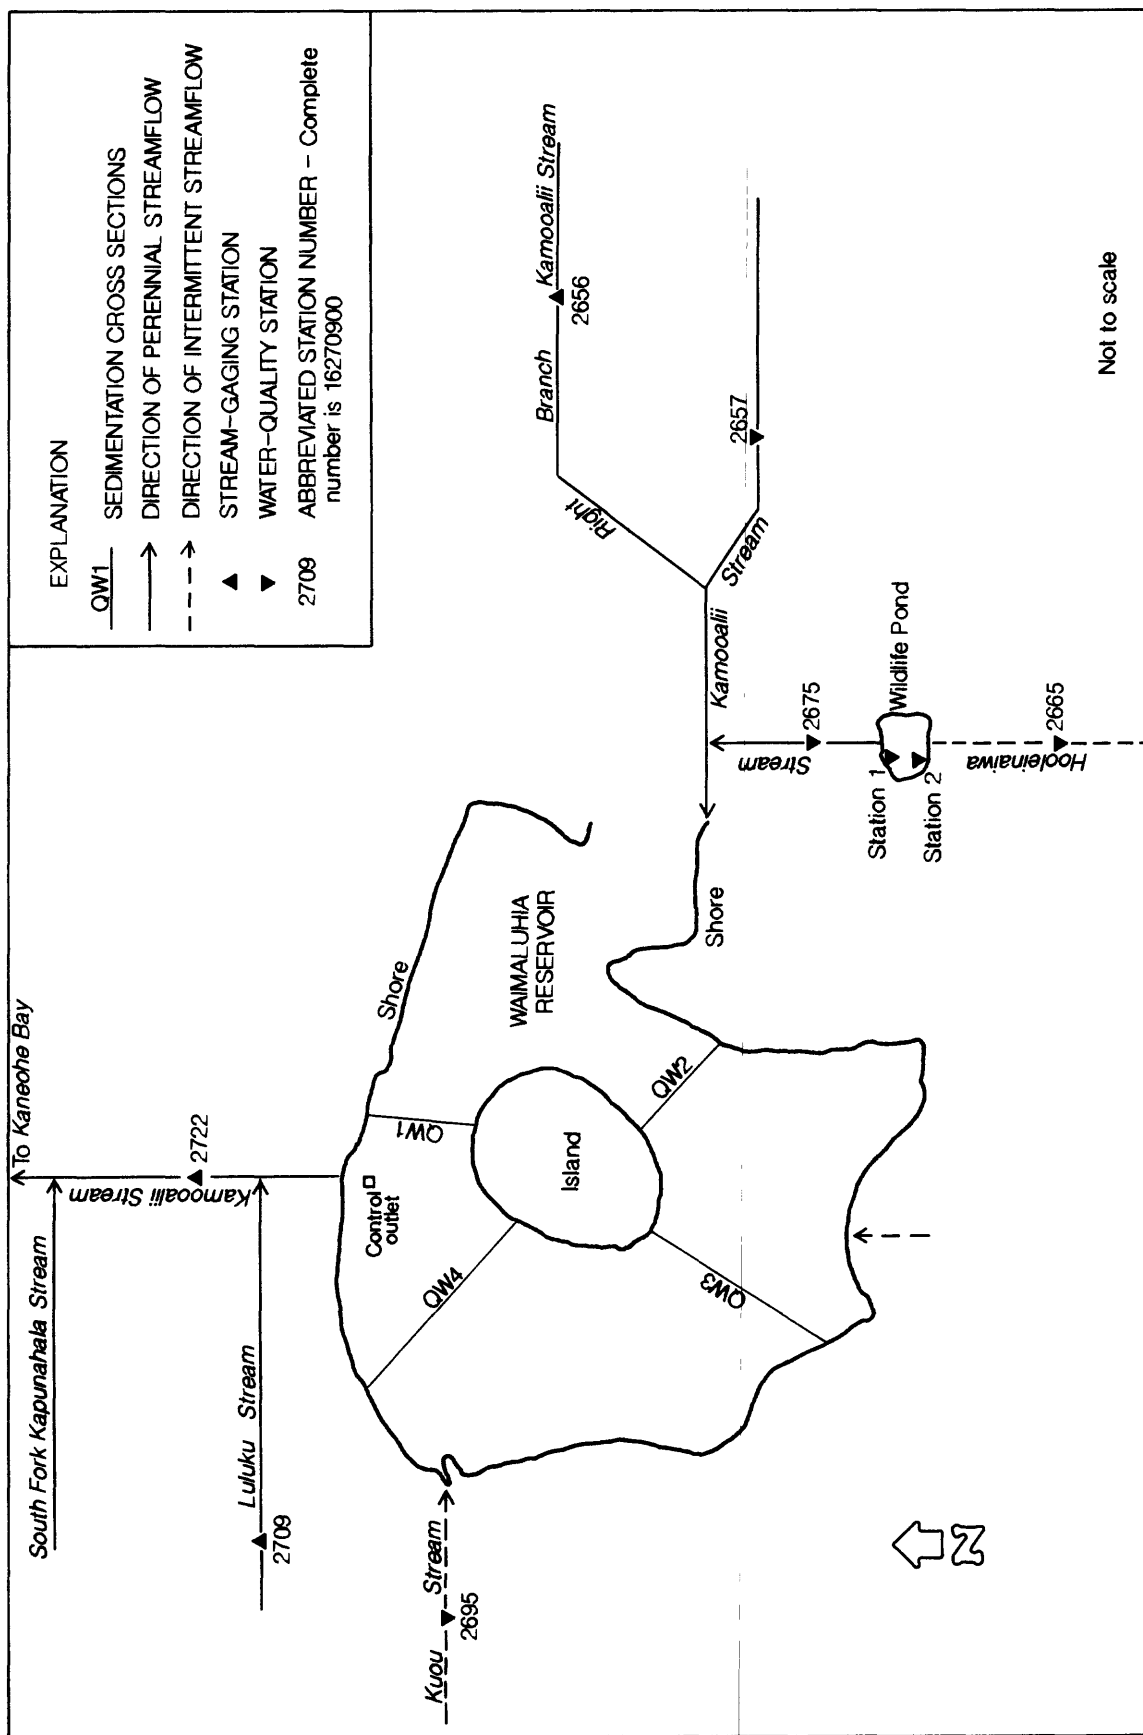 EXPLANATION
QW1 SEDIMENTATION CROSS SECTIONS
DIRECTION OF PERENNIAL STREAMFLOW
DIRECTION OF INTERMITTENT STREAMFLOW
STREAM-GAGING STATION
WATER-QUALITY STATION
2709 ABBREVIATED STATION NUMBER - Complete
number is 16270900
To Kaneohe Bay
South Fork Kapunahala Stream
Kamooalii Stream
2722
Luluku Stream
2709
Kuou Stream
2695
Control
outlet
Shore
QW1
QW4
Island
QW2
QW3
WAIMALUHIA
RESERVOIR
Shore
Right Branch Kamooalii Stream
2656
Kamooalii Stream
2657
Stream
2675
Wildlife Pond
Station 1
Station 2
Hooleinaiwa
2665
N
Not to scale